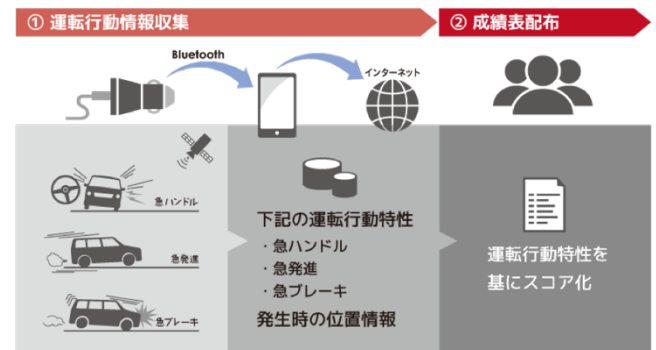 ① 運転行動情報収集
② 成績表配布
Bluetooth
インターネット
急ハンドル
急発進
急ブレーキ
下記の運転行動特性
・急ハンドル
・急発進
・急ブレーキ
発生時の位置情報
運転行動特性を
基にスコア化